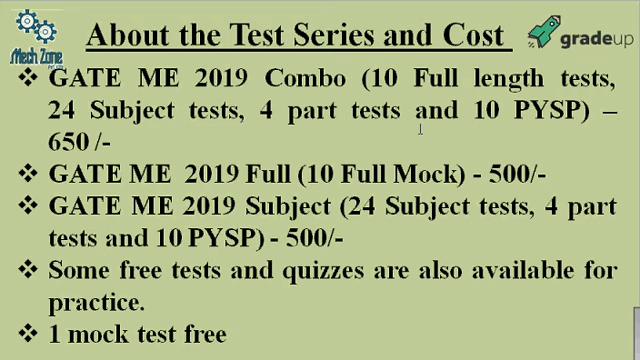 About the Test Series and Cost
Mech Zone
gradeup
❖ GATE ME 2019 Combo (10 Full length tests,
24 Subject tests, 4 part tests and 10 PYSP) –
650 /-
❖ GATE ME 2019 Full (10 Full Mock) - 500/-
❖ GATE ME 2019 Subject (24 Subject tests, 4 part
tests and 10 PYSP) - 500/-
❖ Some free tests and quizzes are also available for
practice.
❖ 1 mock test free